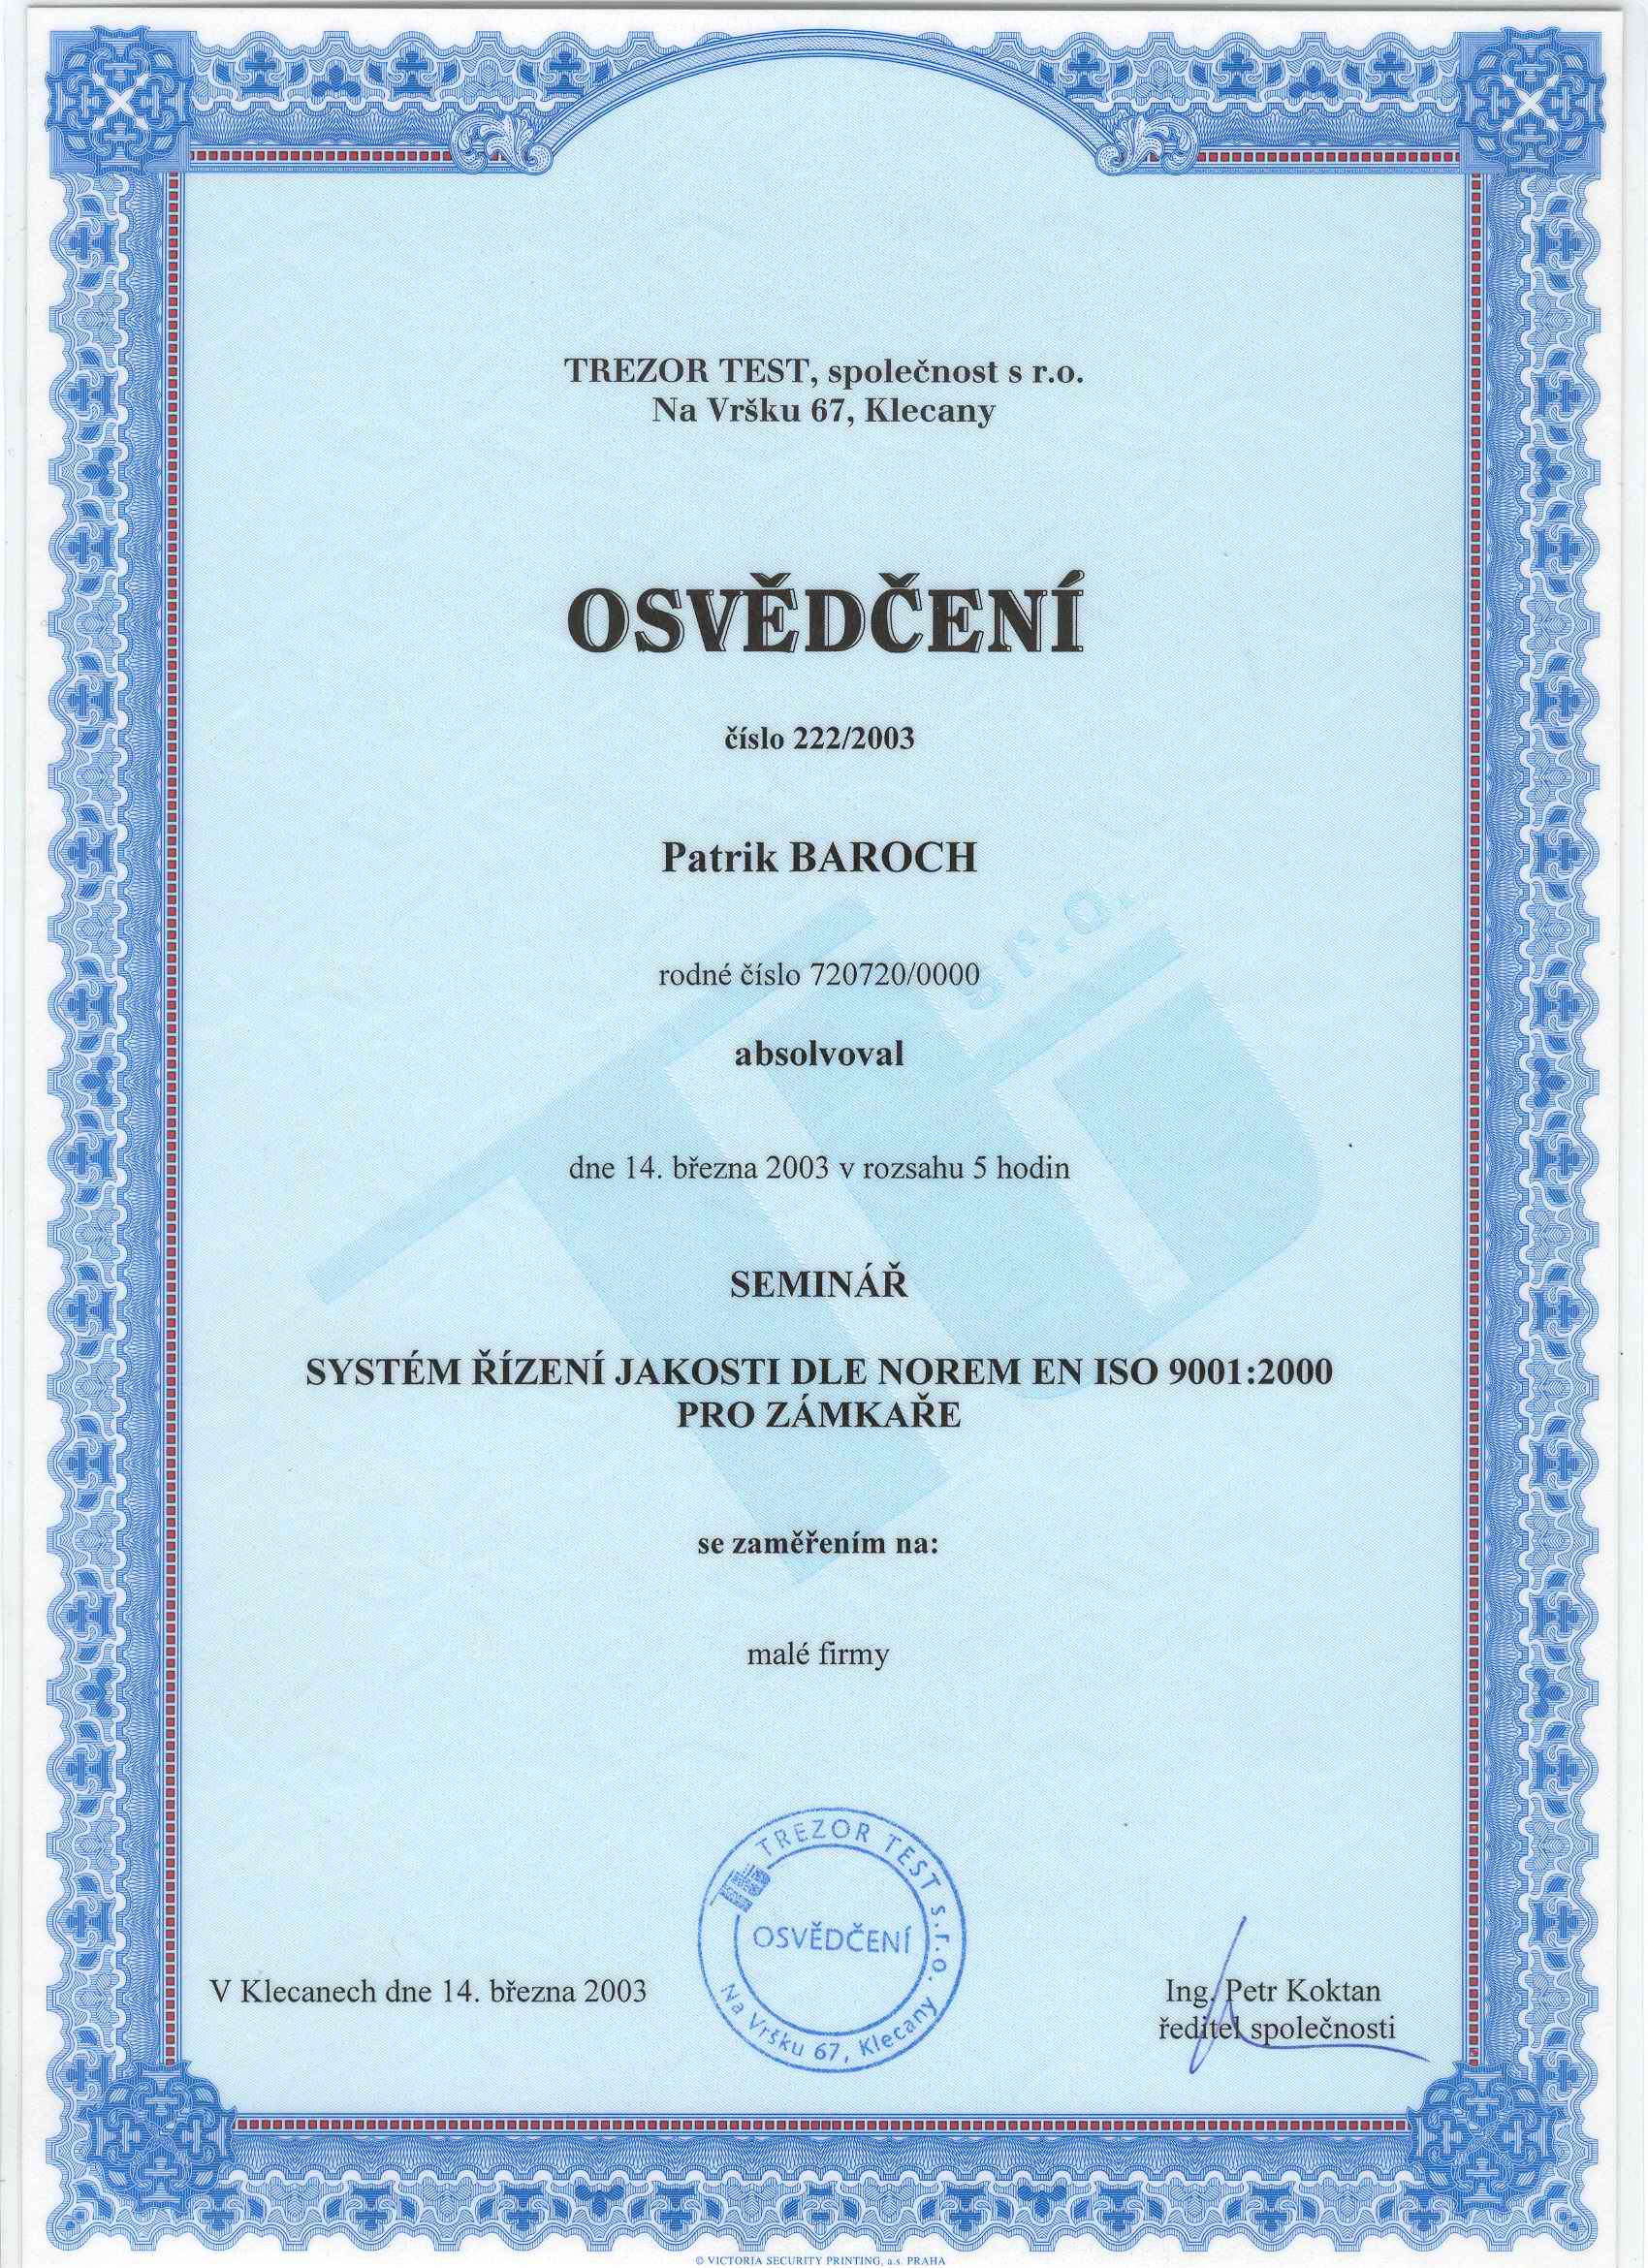 TREZOR TEST, společnost s r.o.
Na Vršku 67, Klecany
OSVĚDČENÍ
číslo 222/2003
Patrik BAROCH
s r.o.
rodné číslo 720720/0000
absolvoval
dne 14. března 2003 v rozsahu 5 hodin
SEMINÁŘ
SYSTÉM ŘÍZENÍ JAKOSTI DLE NOREM EN ISO 9001:2000
PRO ZÁMKAŘE
se zaměřením na:
malé firmy
TREZOR TEST s.r.o.
OSVĚDČENÍ
Na Vršku 67, Klecany
V Klecanech dne 14. března 2003
Ing. Petr Koktan
ředitel společnosti
© VICTORIA SECURITY PRINTING, a.s. PRAHA